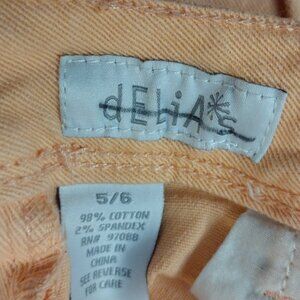 dELiA*s
5/6
98% COTTON
2% SPANDEX
RN# 97088
MADE IN
CHINA
SEE REVERSE
FOR CARE